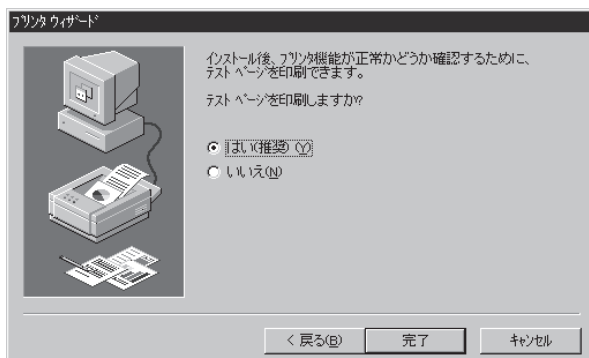 プリンタ ウィザード
インストール後、プリンタ機能が正常かどうか確認するために、
テスト ページを印刷できます。
テスト ページを印刷しますか?
はい(推奨) (Y)
いいえ(N)
< 戻る(B)
完了
キャンセル